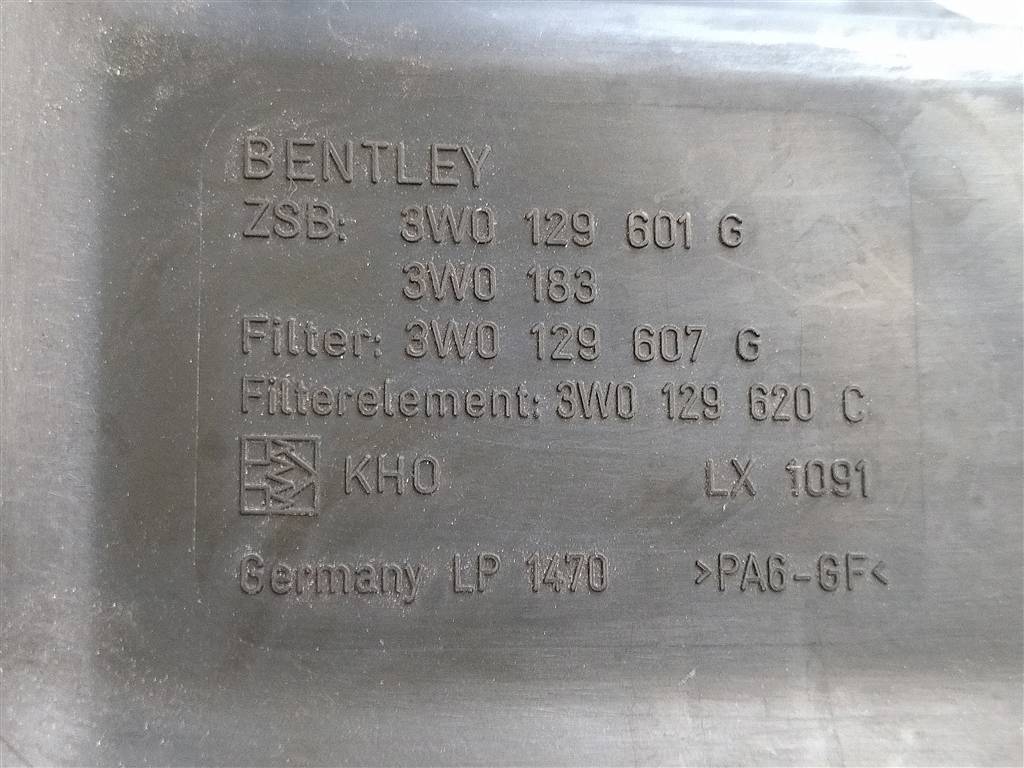 BENTLEY
ZSB: 3W0 129 601 G
3W0 183
Filter: 3W0 129 607 G
Filterelement: 3W0 129 620 C
KHO LX 1091
Germany LP 1470 >PA6-GF<